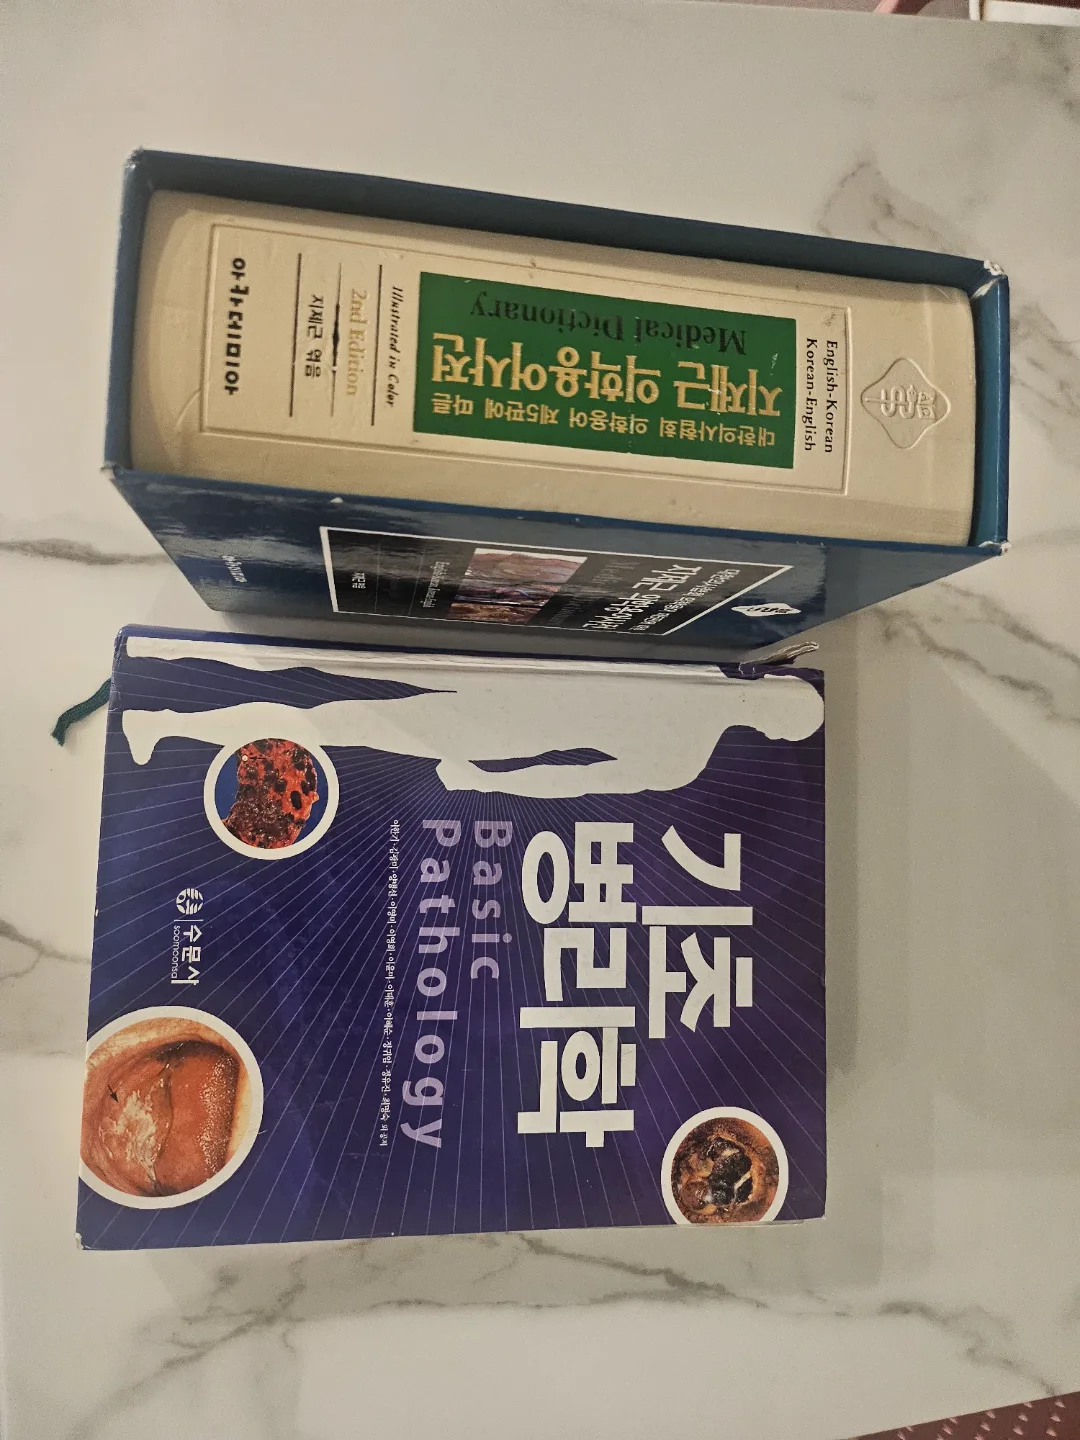 English-Korean
Korean-English
대한의사협회 의학용어 제5판에 따른
지제근 의학용어사전
Medical Dictionary
Illustrated in Color
2nd Edition
지제근 엮음
아카데미아
지제근
기초
병리학
Basic
Pathology
수문사
soomoonsa